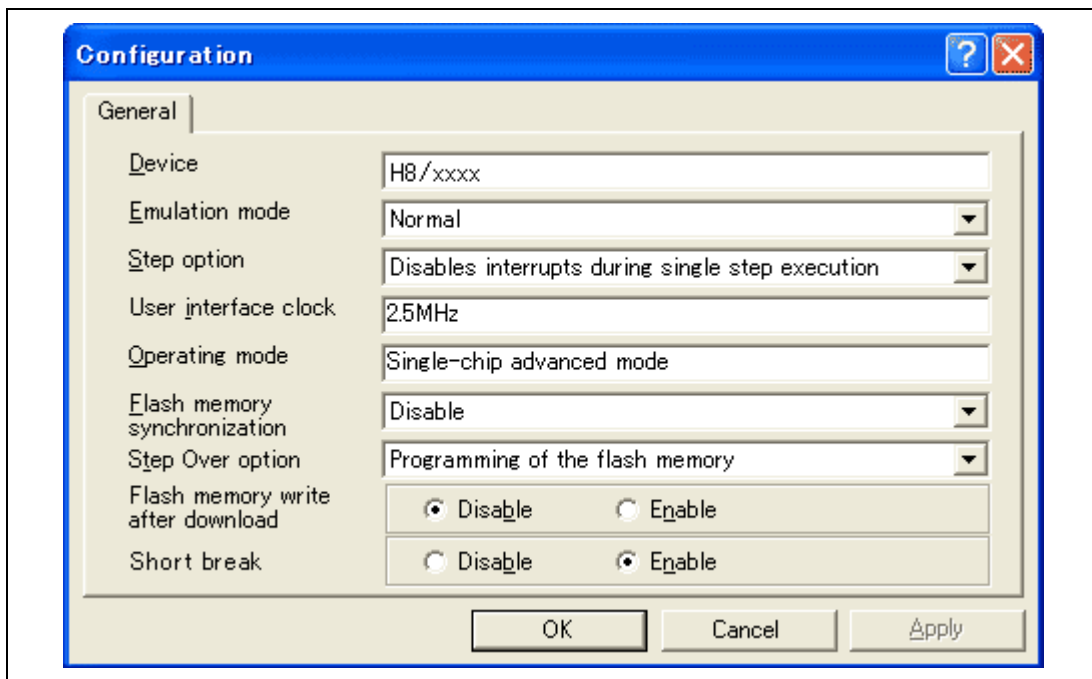 Configuration
General
Device
H8/xxxx
Emulation mode
Normal
Step option
Disables interrupts during single step execution
User interface clock
2.5MHz
Operating mode
Single-chip advanced mode
Flash memory
synchronization
Disable
Step Over option
Programming of the flash memory
Flash memory write
after download
Disable Enable
Short break
Disable Enable
OK Cancel Apply